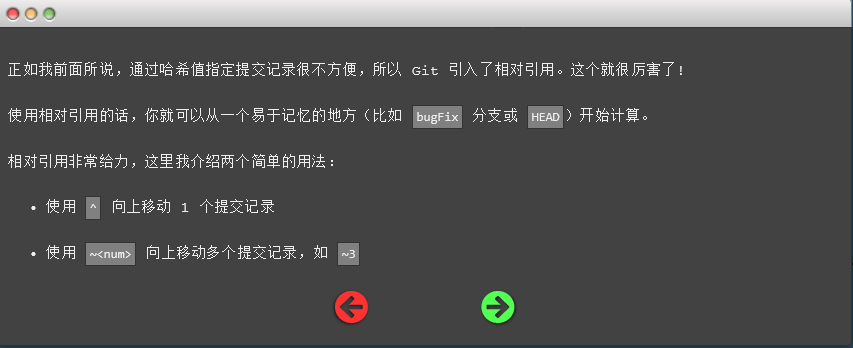 正如我前面所说，通过哈希值指定提交记录很不方便，所以 Git 引入了相对引用。这个就很厉害了!
使用相对引用的话，你就可以从一个易于记忆的地方（比如 bugFix 分支或 HEAD）开始计算。
相对引用非常给力，这里我介绍两个简单的用法：
• 使用 ^ 向上移动 1 个提交记录
• 使用 ~<num> 向上移动多个提交记录，如 ~3